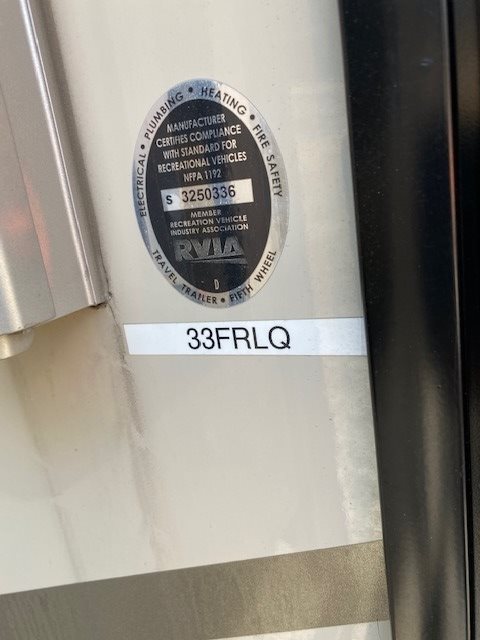 ELECTRICAL • PLUMBING • HEATING • FIRE SAFETY
MANUFACTURER
CERTIFIES COMPLIANCE
WITH STANDARD FOR
RECREATIONAL VEHICLES
NFPA 1192
S 3250336
MEMBER
RECREATION VEHICLE
INDUSTRY ASSOCIATION
RVIA
D
TRAVEL TRAILER • FIFTH WHEEL
33FRLQ